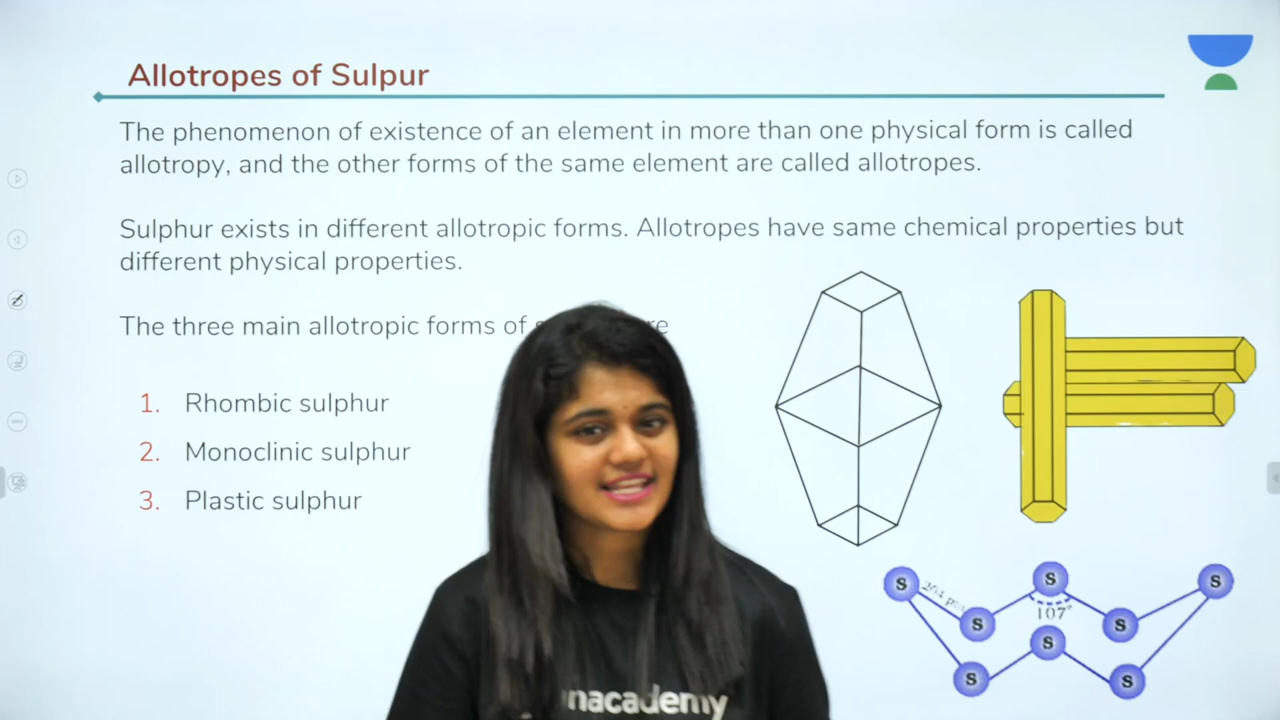 Allotropes of Sulpur
The phenomenon of existence of an element in more than one physical form is called
allotropy, and the other forms of the same element are called allotropes.
Sulphur exists in different allotropic forms. Allotropes have same chemical properties but
different physical properties.
The three main allotropic forms of
1. Rhombic sulphur
2. Monoclinic sulphur
3. Plastic sulphur
S
204 pm
S
S
107°
S
S
S
S
S
nacademy